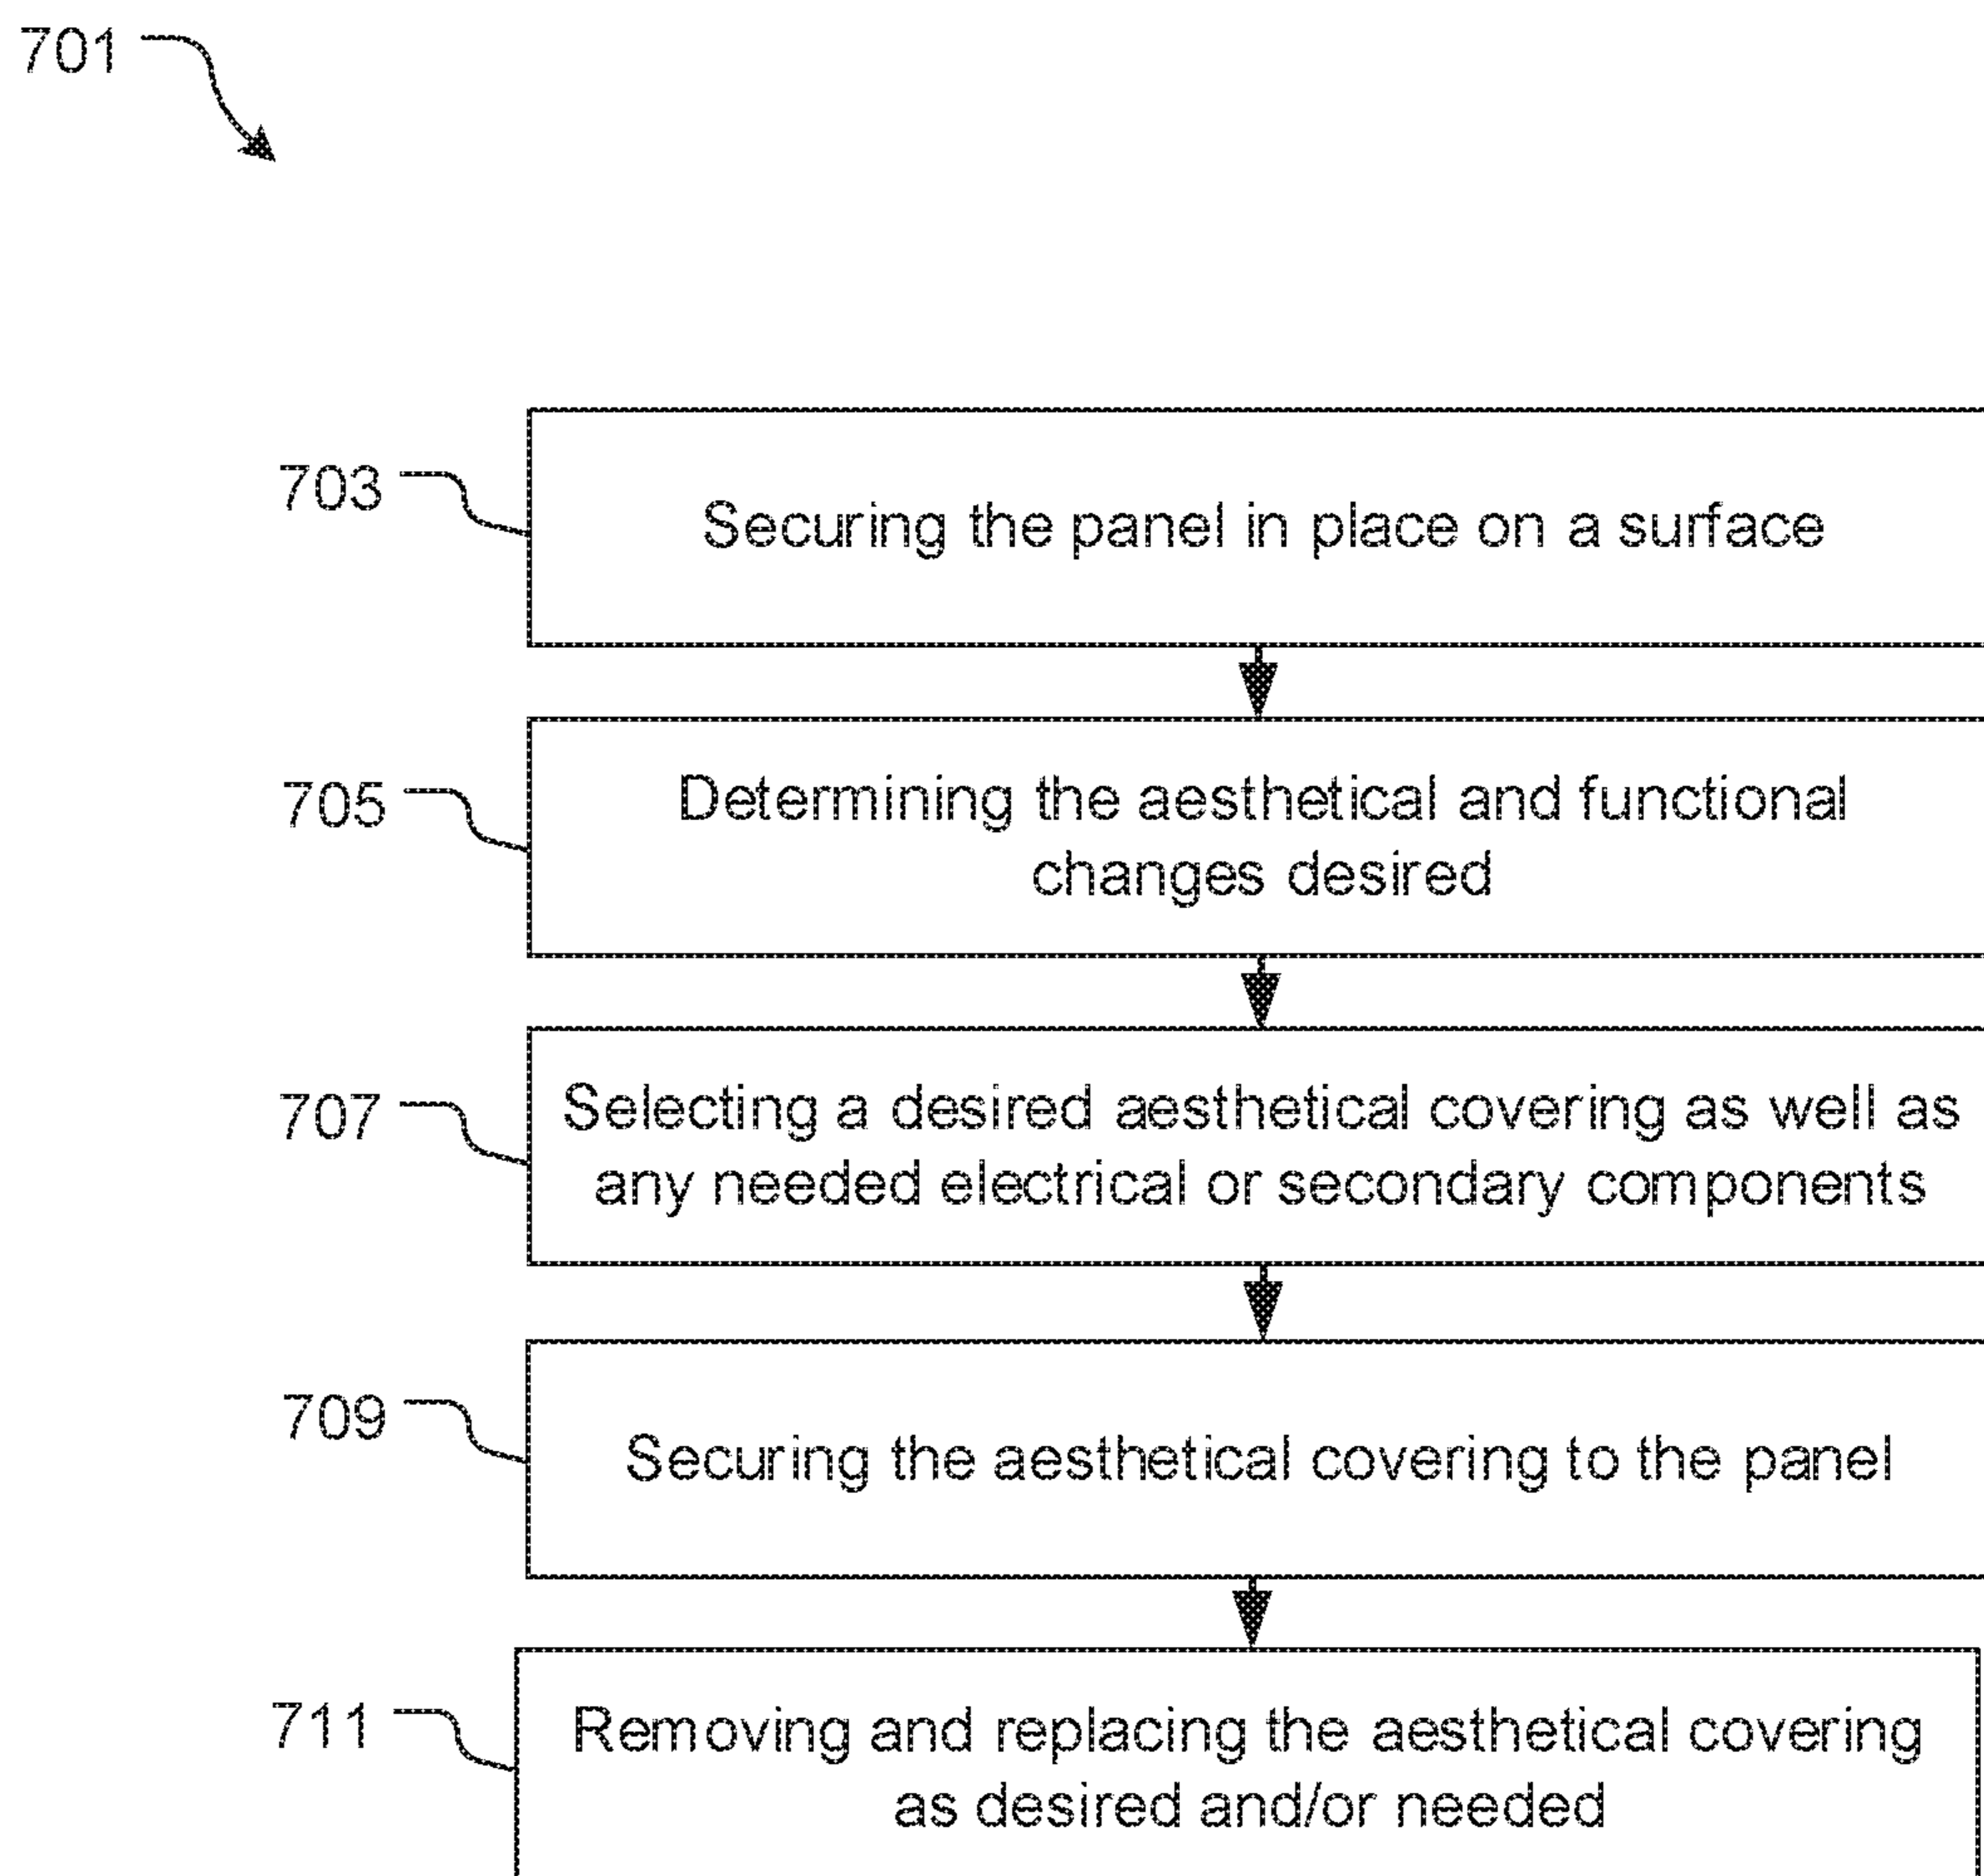 701
703
Securing the panel in place on a surface
705
Determining the aesthetical and functional
changes desired
707
Selecting a desired aesthetical covering as well as
any needed electrical or secondary components
709
Securing the aesthetical covering to the panel
711
Removing and replacing the aesthetical covering
as desired and/or needed